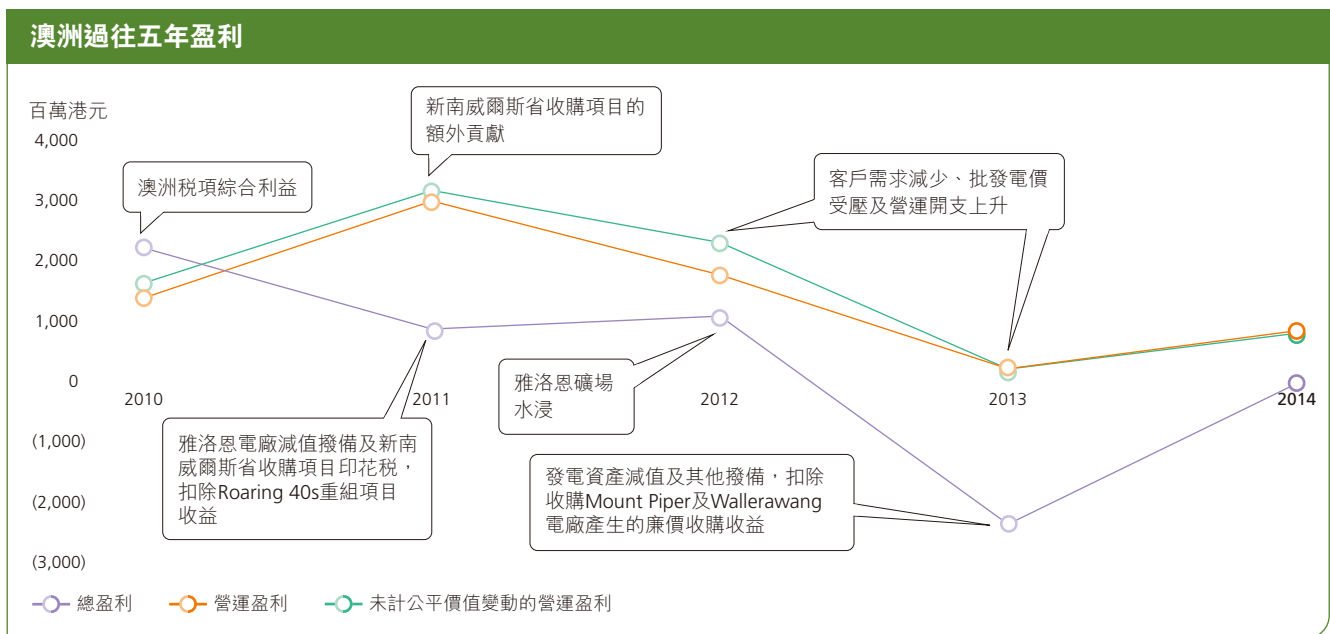 澳洲過往五年盈利
百萬港元
4,000
3,000
2,000
1,000
0
(1,000)
(2,000)
(3,000)
澳洲稅項綜合利益
新南威爾斯省收購項目的
額外貢獻
客戶需求減少、批發電價
受壓及營運開支上升
2010
2011
2012
2013
2014
雅洛恩電廠減值撥備及新南
威爾斯省收購項目印花稅，
扣除Roaring 40s重組項目
收益
雅洛恩礦場
水浸
發電資產減值及其他撥備，扣除
收購Mount Piper及Wallerawang
電廠產生的廉價收購收益
總盈利 營運盈利 未計公平價值變動的營運盈利